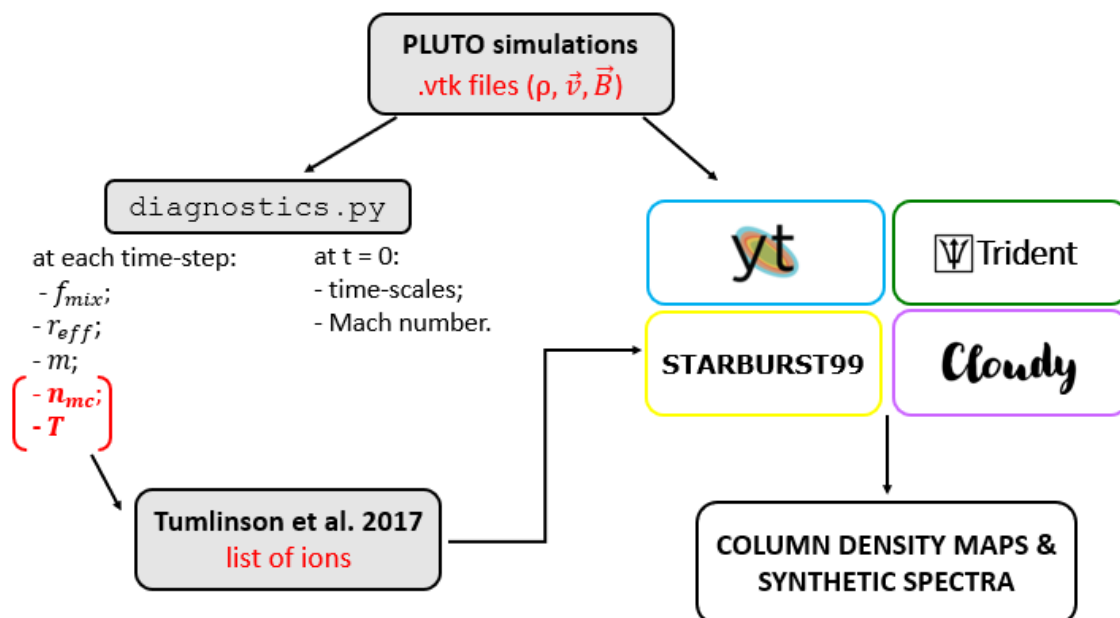 PLUTO simulations
.vtk files (ρ, v⃗, B⃗)
diagnostics.py
at each time-step:
- f_mix;
- r_eff;
- m;
- n_mc;
- T
at t = 0:
- time-scales;
- Mach number.
Tumlinson et al. 2017
list of ions
yt
Trident
STARBURST99
Cloudy
COLUMN DENSITY MAPS &
SYNTHETIC SPECTRA